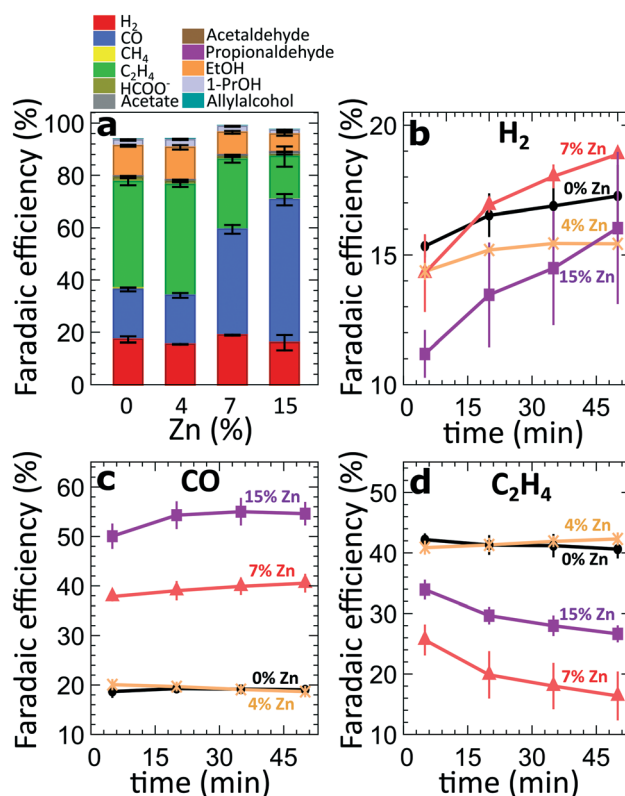 H₂
CO
CH₄
C₂H₄
HCOO⁻
Acetate
Acetaldehyde
Propionaldehyde
EtOH
1-PrOH
Allylalcohol
a
Faradaic efficiency (%)
100
80
60
40
20
0
0 4 7 15
Zn (%)
b
H₂
Faradaic efficiency (%)
20
15
10
7% Zn
0% Zn
4% Zn
15% Zn
0 15 30 45
time (min)
c
CO
Faradaic efficiency (%)
60
50
40
30
20
10
15% Zn
7% Zn
0% Zn
4% Zn
0 15 30 45
time (min)
d
C₂H₄
Faradaic efficiency (%)
50
40
30
20
10
4% Zn
0% Zn
15% Zn
7% Zn
0 15 30 45
time (min)